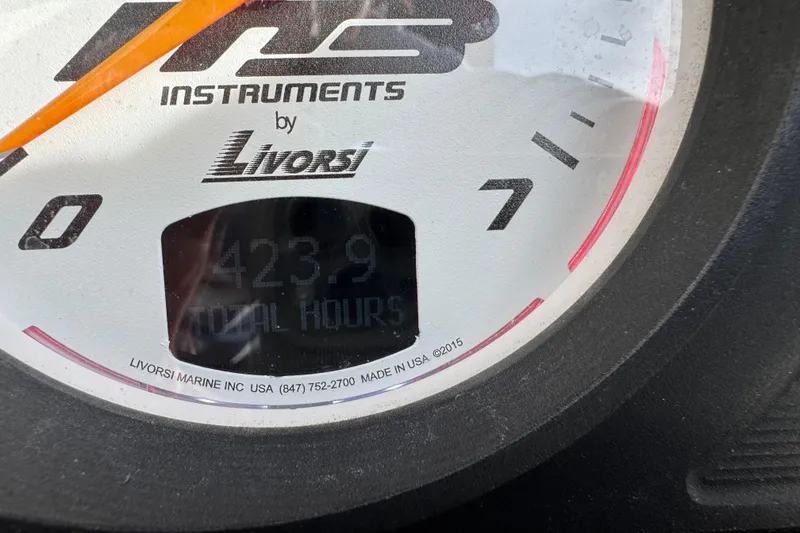 INSTRUMENTS
by
LIVORSI
0
7
423.9
TOTAL HOURS
LIVORSI MARINE INC USA (847) 752-2700 MADE IN USA ©2015